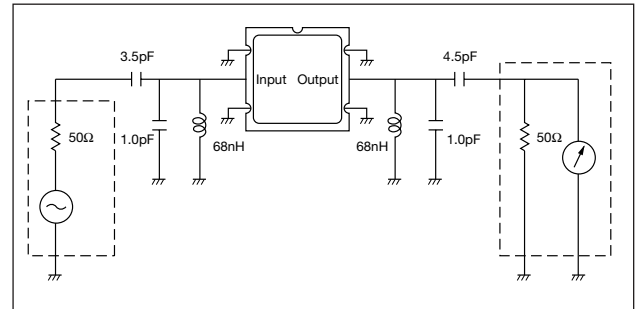 3.5pF
4.5pF
Input Output
50Ω
1.0pF
68nH
68nH
1.0pF
50Ω